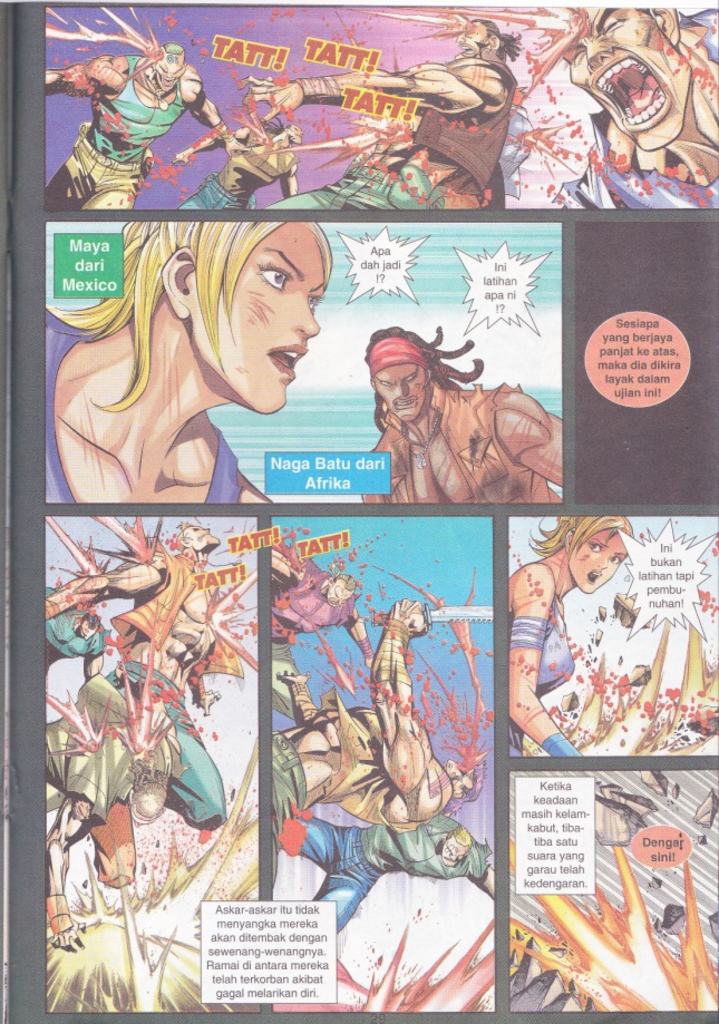 TATT!
TATT!
TATT!
Maya
dari
Mexico
Apa
dah jadi
!?
Ini
latihan
apa ni
!?
Sesiapa
yang berjaya
panjat ke atas,
maka dia dikira
layak dalam
ujian ini!
Naga Batu dari
Afrika
TATT!
TATT!
TATT!
Ini
bukan
latihan tapi
pembu-
nuhan!
Askar-askar itu tidak
menyangka mereka
akan ditembak dengan
sewenang-wenangnya.
Ramai di antara mereka
telah terkorban akibat
gagal melarikan diri.
Ketika
keadaan
masih kelam-
kabut, tiba-
tiba satu
suara yang
garau telah
kedengaran.
Dengar
sini!
29